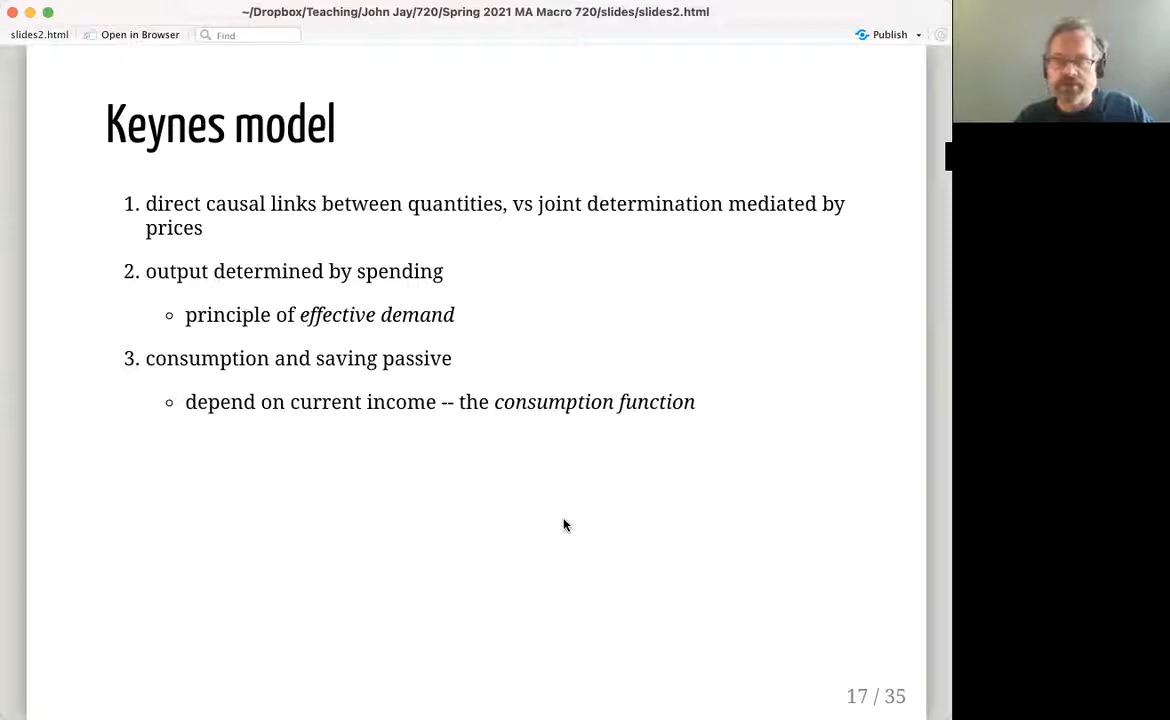 ~/Dropbox/Teaching/John Jay/720/Spring 2021 MA Macro 720/slides/slides2.html
slides2.html
Open in Browser
Find
Publish
Keynes model
1. direct causal links between quantities, vs joint determination mediated by
prices
2. output determined by spending
principle of effective demand
3. consumption and saving passive
depend on current income -- the consumption function
17 / 35